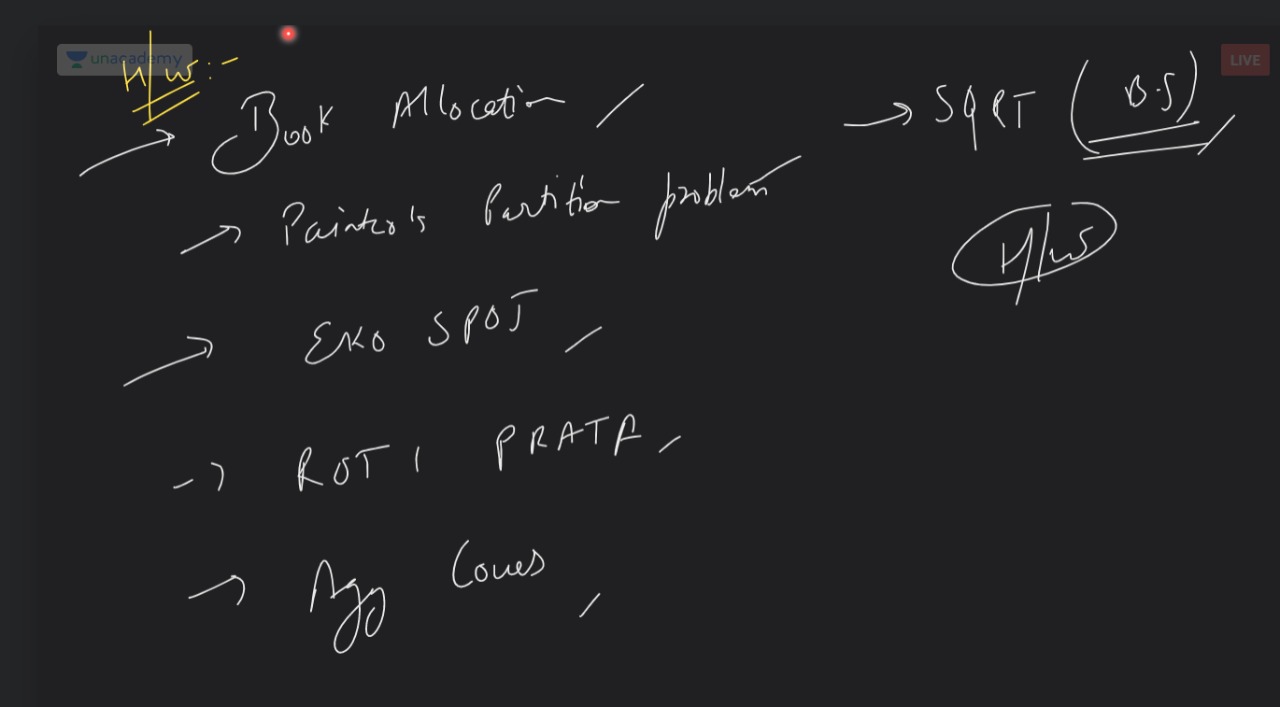 unacademy
LIVE
H/W :-
→ Book Allocation
→ SQRT (B.S)
→ Painter's Partition problem
H/W
→ EKO SPOJ
→ ROTI PRATA
→ Agg Cows